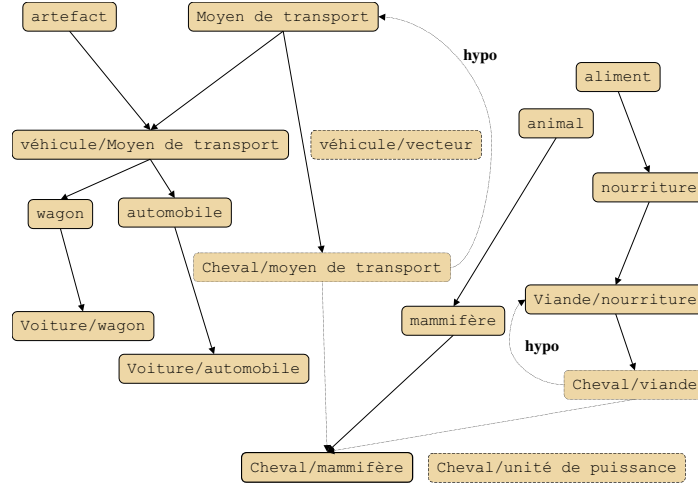 artefact
Moyen de transport
hypo
aliment
animal
véhicule/Moyen de transport
véhicule/vecteur
nourriture
wagon
automobile
Cheval/moyen de transport
Viande/nourriture
Voiture/wagon
mammifère
hypo
Voiture/automobile
Cheval/viande
Cheval/mammifère
Cheval/unité de puissance